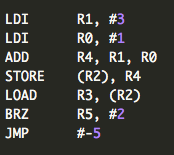 LDI R1, #3
LDI R0, #1
ADD R4, R1, R0
STORE (R2), R4
LOAD R3, (R2)
BRZ R5, #2
JMP #-5